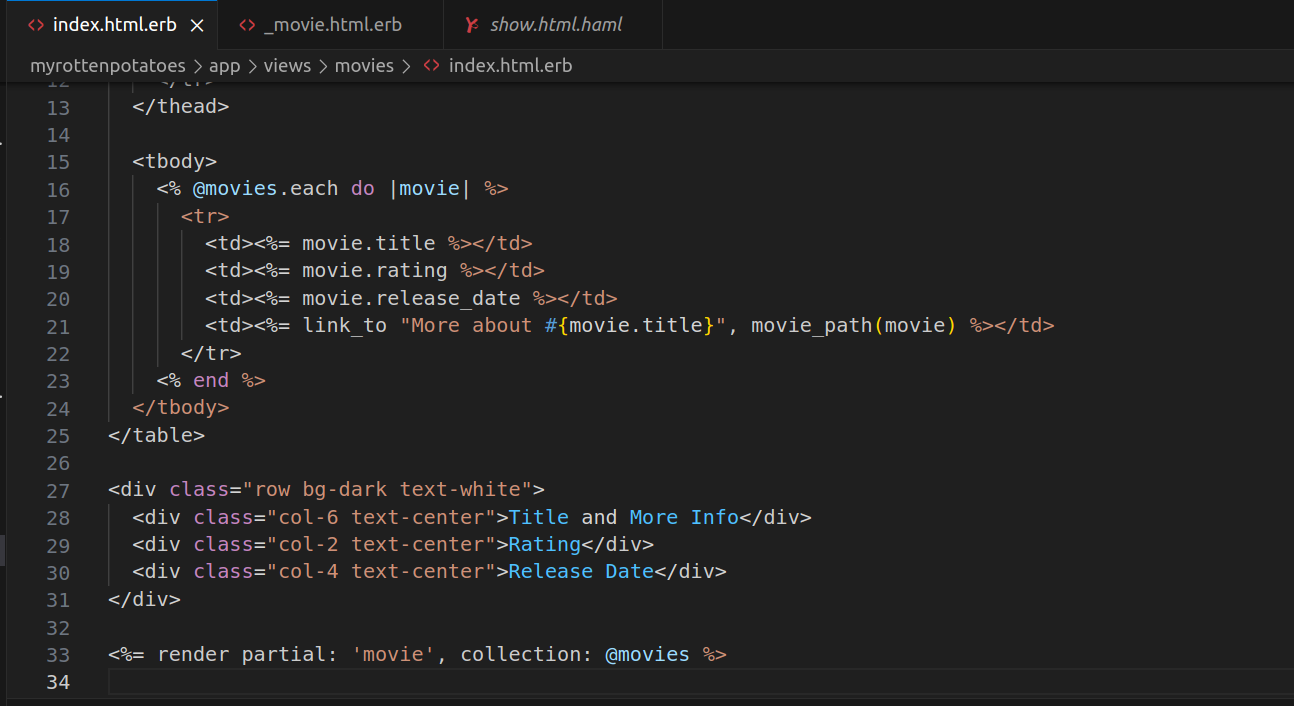 index.html.erb _movie.html.erb show.html.haml
myrottenpotatoes > app > views > movies > index.html.erb
12 </tr>
13 </thead>
14
15 <tbody>
16 <% @movies.each do |movie| %>
17 <tr>
18 <td><%= movie.title %></td>
19 <td><%= movie.rating %></td>
20 <td><%= movie.release_date %></td>
21 <td><%= link_to "More about #{movie.title}", movie_path(movie) %></td>
22 </tr>
23 <% end %>
24 </tbody>
25 </table>
26
27 <div class="row bg-dark text-white">
28 <div class="col-6 text-center">Title and More Info</div>
29 <div class="col-2 text-center">Rating</div>
30 <div class="col-4 text-center">Release Date</div>
31 </div>
32
33 <%= render partial: 'movie', collection: @movies %>
34